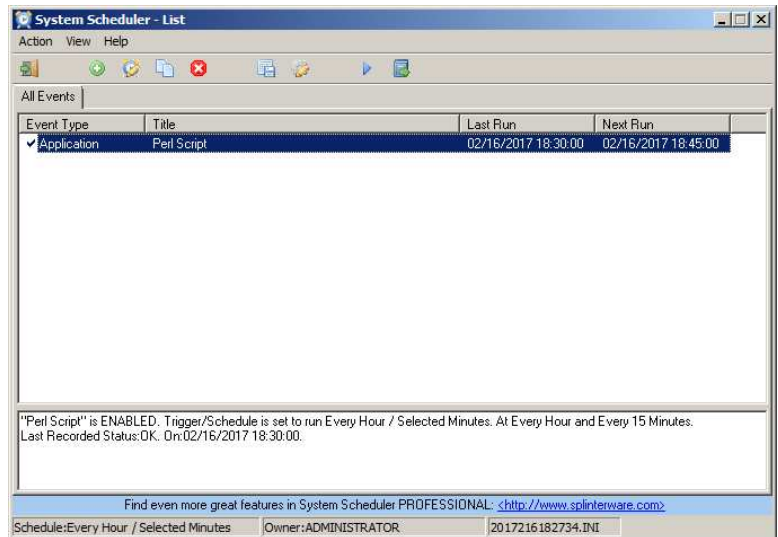 System Scheduler - List
Action View Help
All Events
Event Type Title Last Run Next Run
Application Perl Script 02/16/2017 18:30:00 02/16/2017 18:45:00
"Perl Script" is ENABLED. Trigger/Schedule is set to run Every Hour / Selected Minutes. At Every Hour and Every 15 Minutes.
Last Recorded Status:OK. On:02/16/2017 18:30:00.
Find even more great features in System Scheduler PROFESSIONAL: <http://www.splinterware.com>
Schedule:Every Hour / Selected Minutes Owner:ADMINISTRATOR 2017216182734.INI